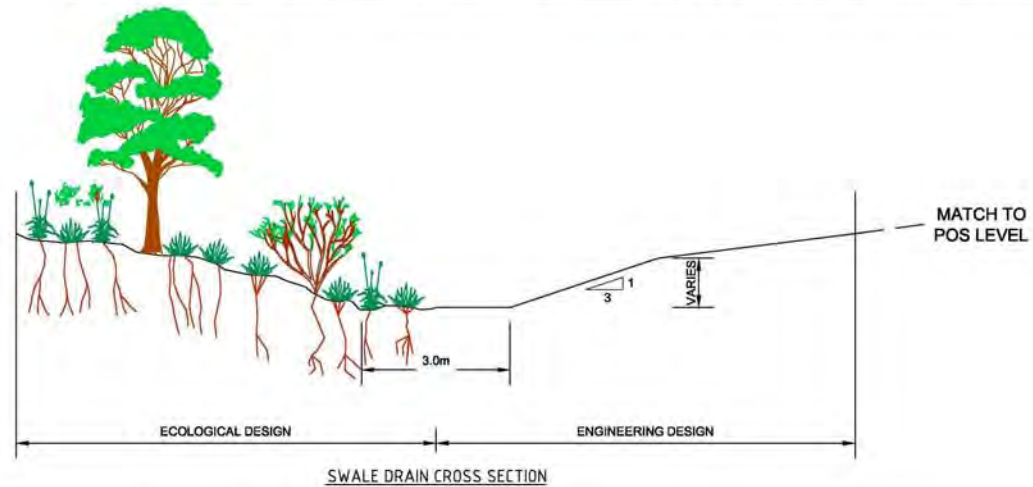 MATCH TO
POS LEVEL
VARIES
1
3
3.0m
ECOLOGICAL DESIGN
ENGINEERING DESIGN
SWALE DRAIN CROSS SECTION